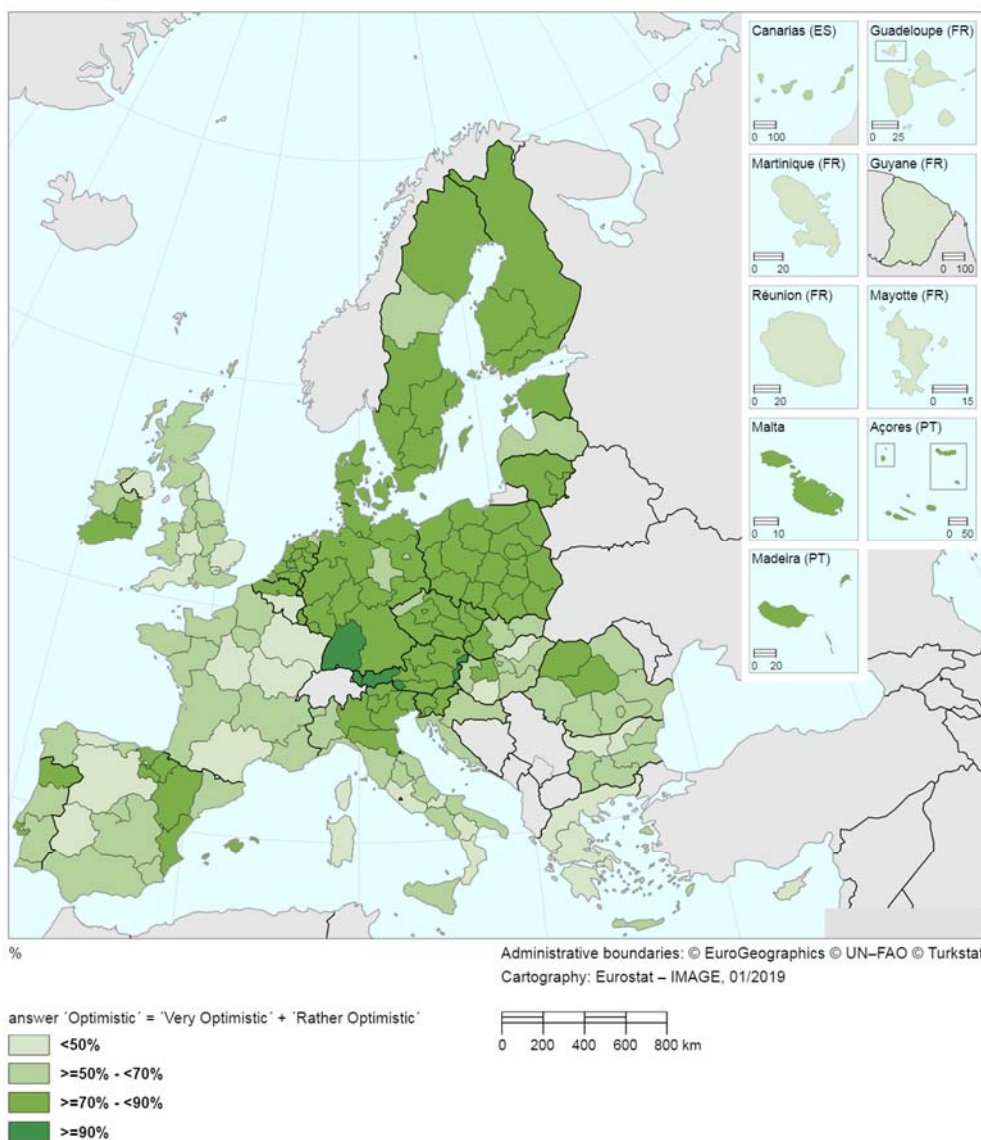 Canarias (ES)
0 100
Guadeloupe (FR)
0 25
Martinique (FR)
0 20
Guyane (FR)
0 100
Réunion (FR)
0 20
Mayotte (FR)
0 15
Malta
0 10
Açores (PT)
0 50
Madeira (PT)
0 20
%
Administrative boundaries: © EuroGeographics © UN–FAO © Turkstat
Cartography: Eurostat – IMAGE, 01/2019
answer ´Optimistic´ = ´Very Optimistic´ + ´Rather Optimistic´
<50%
>=50% - <70%
>=70% - <90%
>=90%
0 200 400 600 800 km